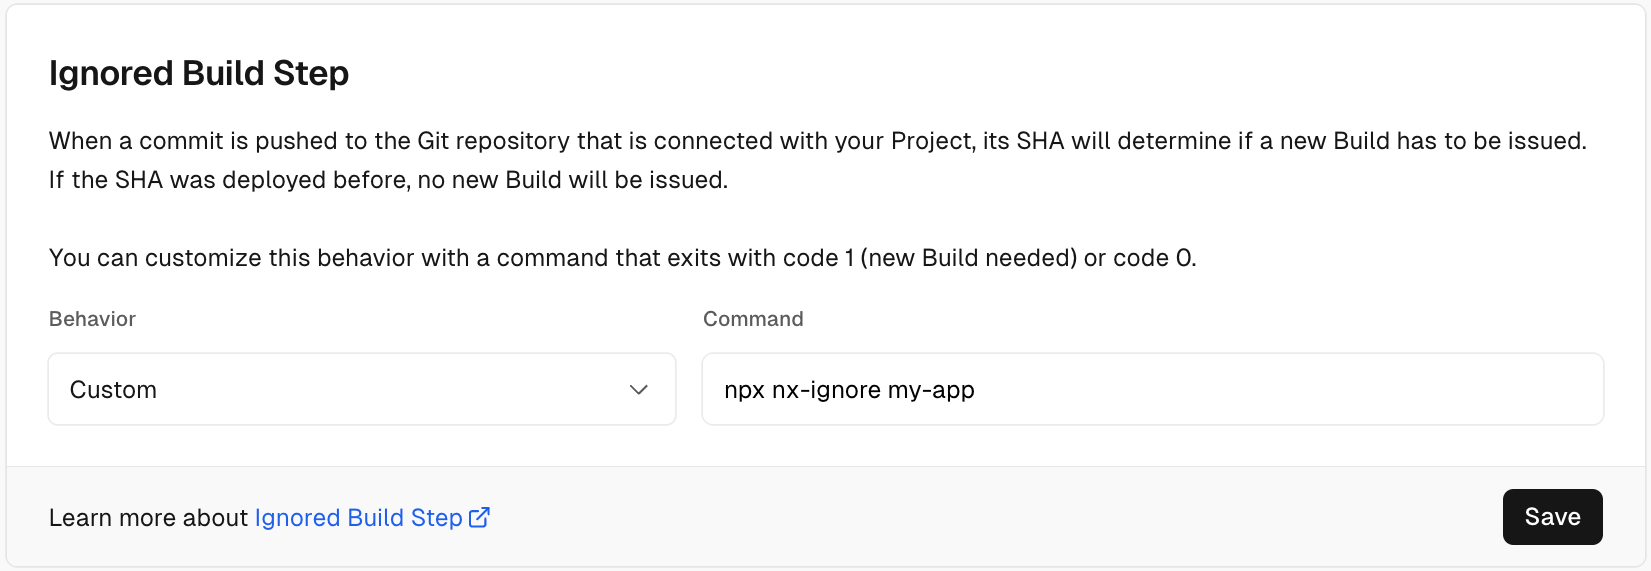 Ignored Build Step
When a commit is pushed to the Git repository that is connected with your Project, its SHA will determine if a new Build has to be issued.
If the SHA was deployed before, no new Build will be issued.
You can customize this behavior with a command that exits with code 1 (new Build needed) or code 0.
Behavior
Command
Custom
npx nx-ignore my-app
Learn more about Ignored Build Step
Save